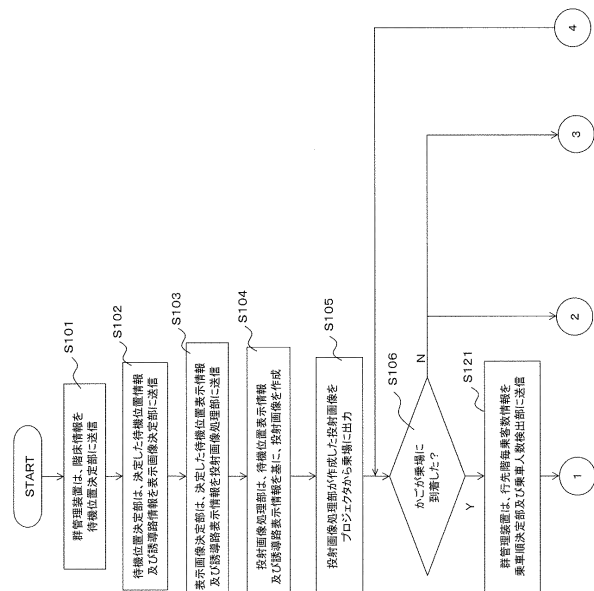 START
S101
群管理装置は、階床情報を
待機位置決定部に送信
S102
待機位置決定部は、決定した待機位置情報
及び誘導路情報を表示画像決定部に送信
S103
表示画像決定部は、決定した待機位置表示情報
及び誘導路表示情報を投射画像処理部に送信
S104
投射画像処理部は、待機位置表示情報
及び誘導路表示情報を基に、投射画像を作成
S105
投射画像処理部が作成した投射画像を
プロジェクタから乗場に出力
S106
かごが乗場に
到着した?
N
Y
S121
群管理装置は、行先階毎乗客数情報を
乗車順決定部及び乗車人数検出部に送信
1
2
3
4